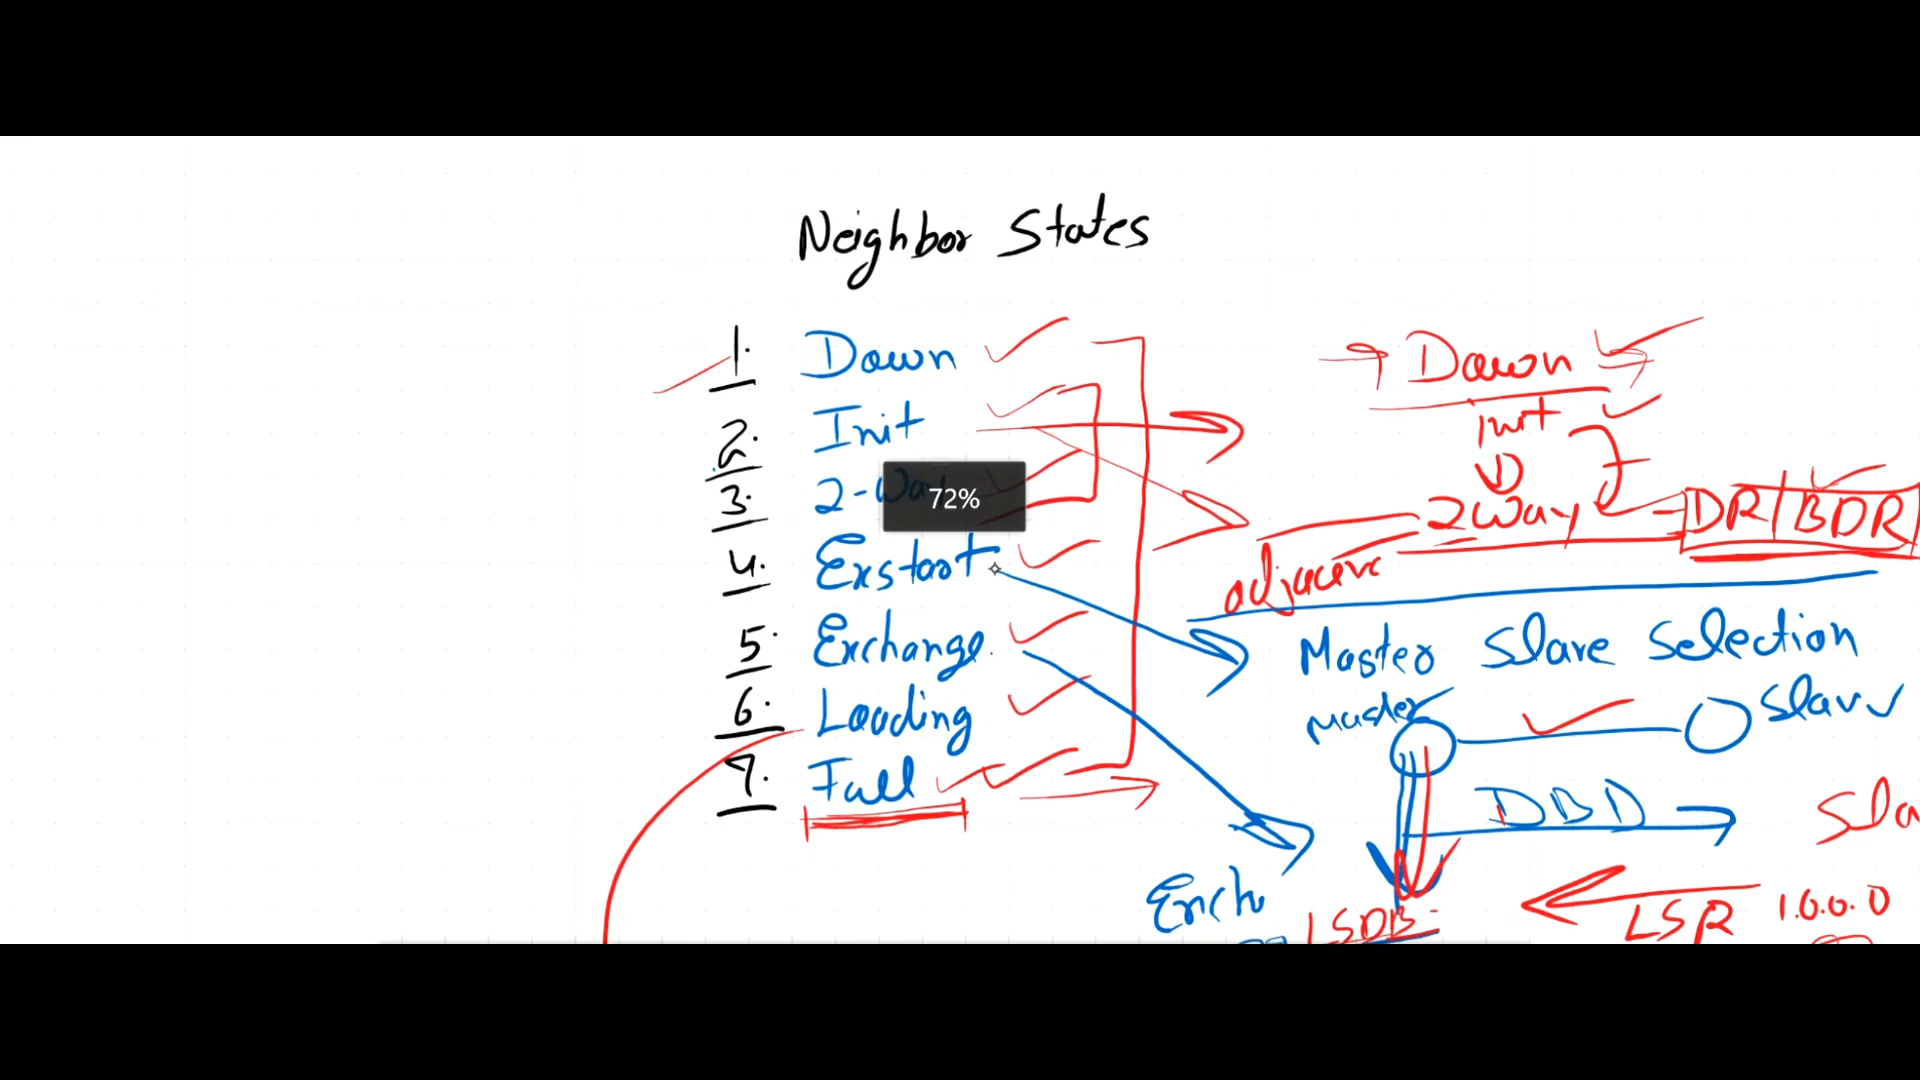 Neighbor States
1. Down
2. Init
3. 2-Way
72%
4. Exstart
5. Exchange
6. Loading
7. Full
Down
init
2Way DR/BDR
Master Slave Selection
Master Slave
DBD
Exch
LSDB
LSR 1.0.0.0